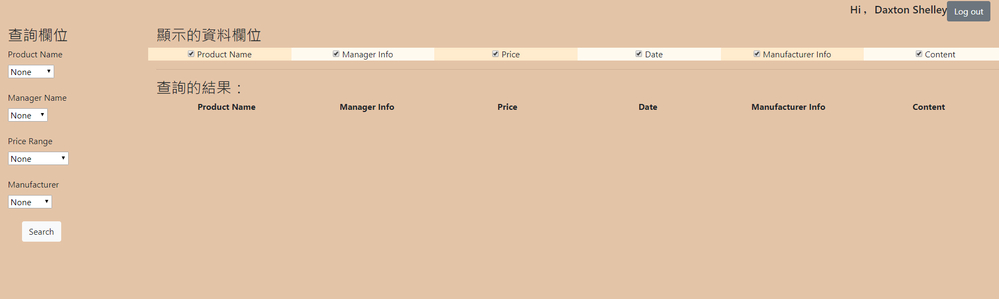 Hi， Daxton Shelley Log out
查詢欄位
Product Name
None
Manager Name
None
Price Range
None
Manufacturer
None
Search
顯示的資料欄位
Product Name Manager Info Price Date Manufacturer Info Content
查詢的結果：
Product Name Manager Info Price Date Manufacturer Info Content